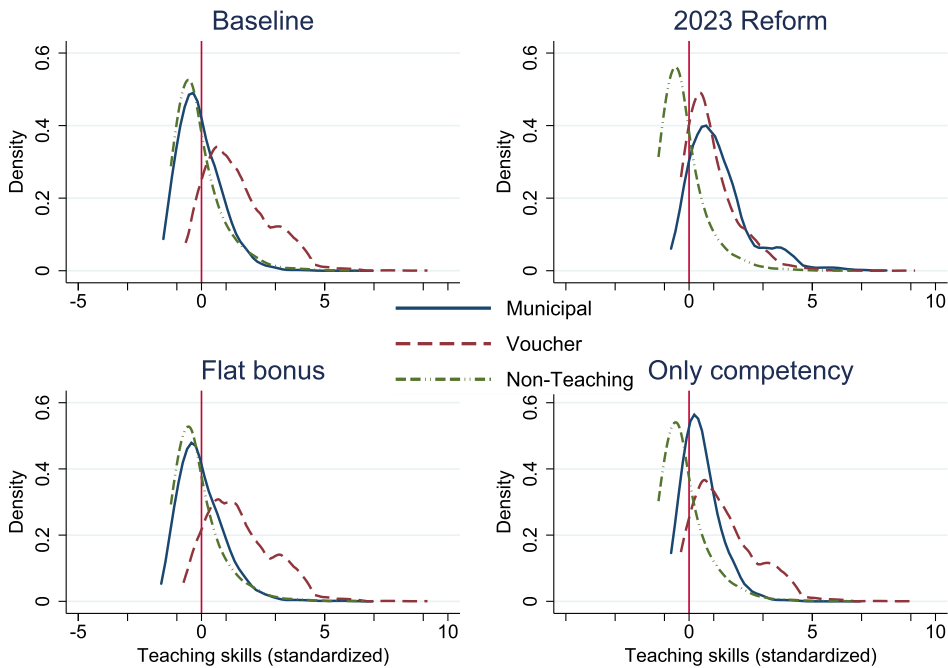 Baseline
2023 Reform
Density
0.6
0.4
0.2
0
-5
0
5
10
Density
0.6
0.4
0.2
0
0
5
10
Municipal
Voucher
Non-Teaching
Flat bonus
Only competency
Density
0.6
0.4
0.2
0
-5
0
5
10
Teaching skills (standardized)
Density
0.6
0.4
0.2
0
0
5
10
Teaching skills (standardized)